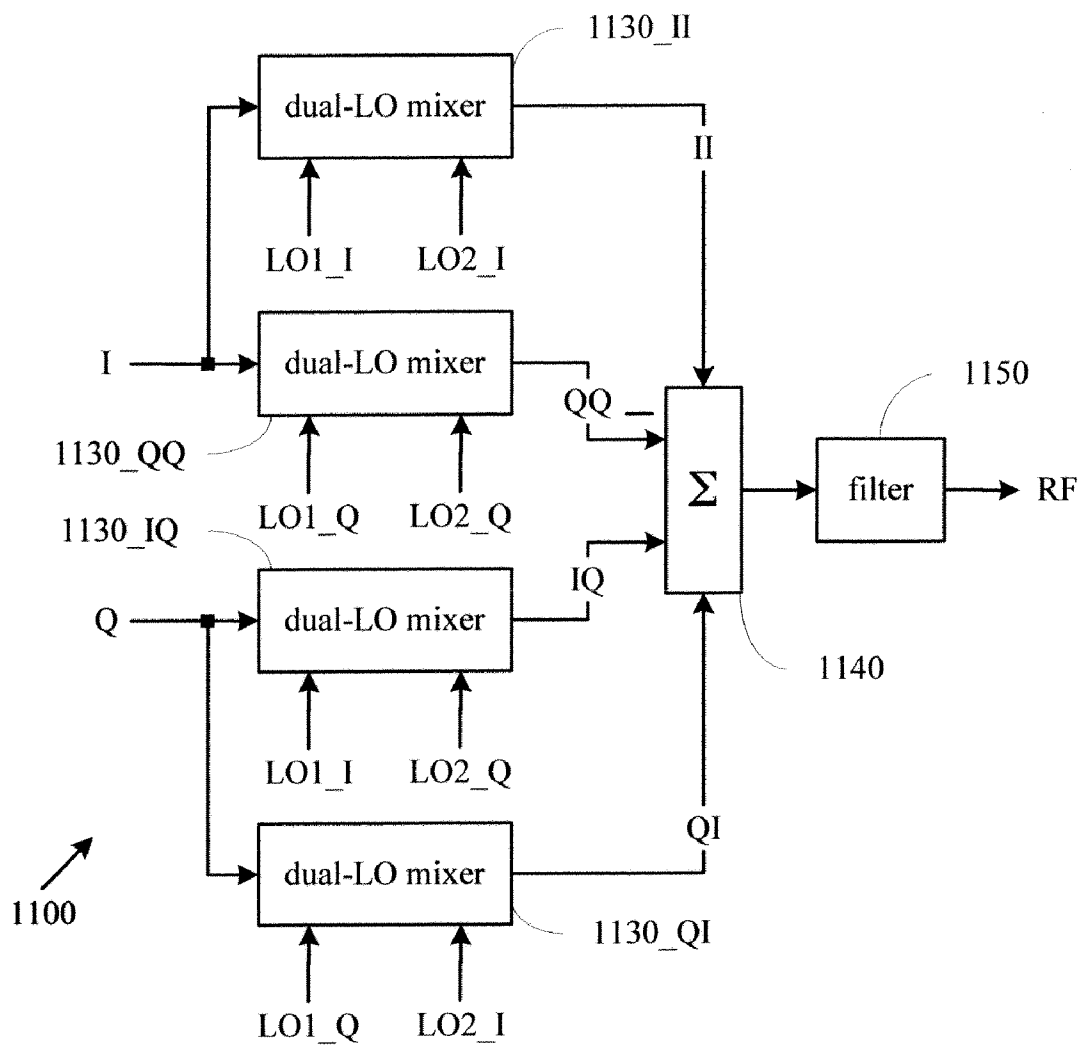 1130_II
dual-LO mixer
II
LO1_I LO2_I
I
dual-LO mixer
1150
QQ –
1130_QQ
Σ
filter
RF
LO1_Q LO2_Q
1130_IQ
IQ
Q
dual-LO mixer
1140
LO1_I LO2_Q
QI
dual-LO mixer
1100
1130_QI
LO1_Q LO2_I